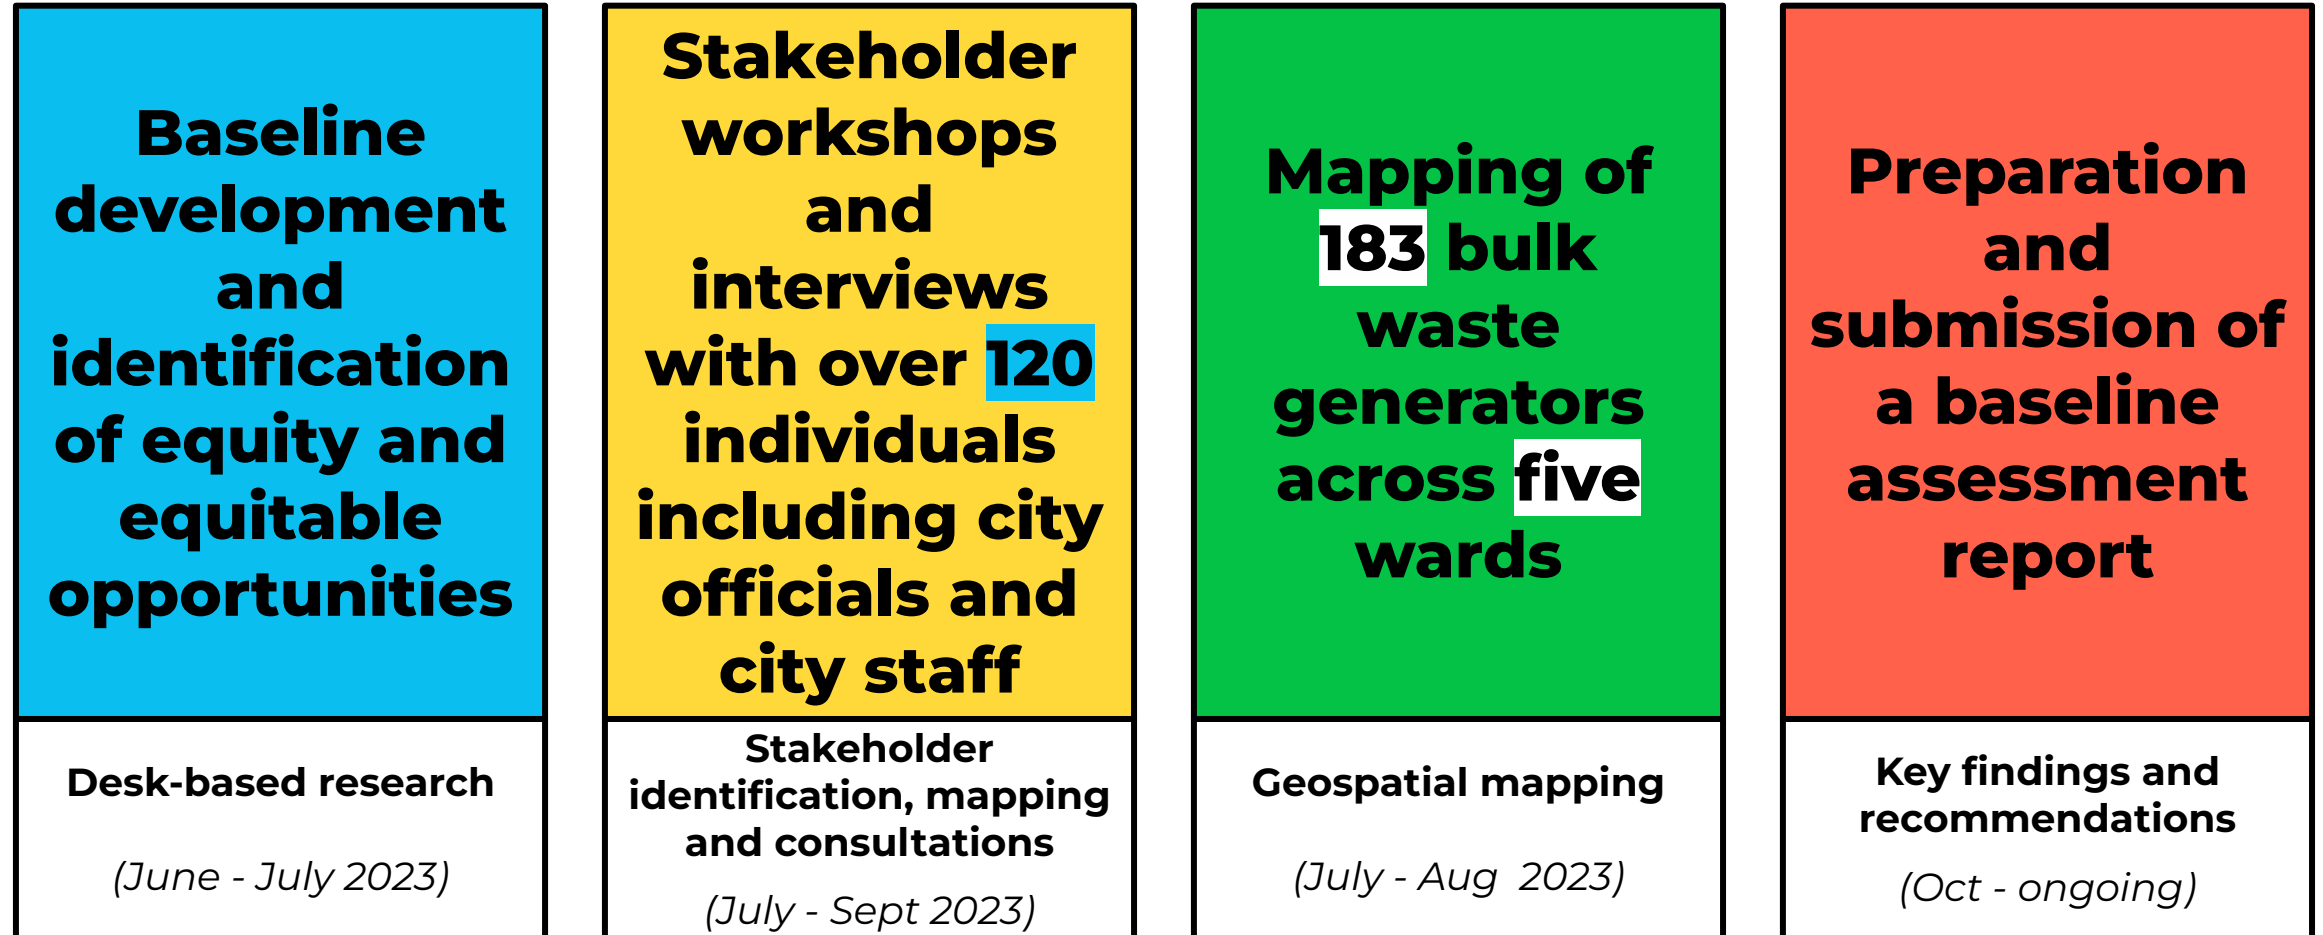 Baseline
development
and
identification
of equity and
equitable
opportunities
Desk-based research
(June - July 2023)
Stakeholder
workshops
and
interviews
with over 120
individuals
including city
officials and
city staff
Stakeholder
identification, mapping
and consultations
(July - Sept 2023)
Mapping of
183 bulk
waste
generators
across five
wards
Geospatial mapping
(July - Aug  2023)
Preparation
and
submission of
a baseline
assessment
report
Key findings and
recommendations
(Oct - ongoing)